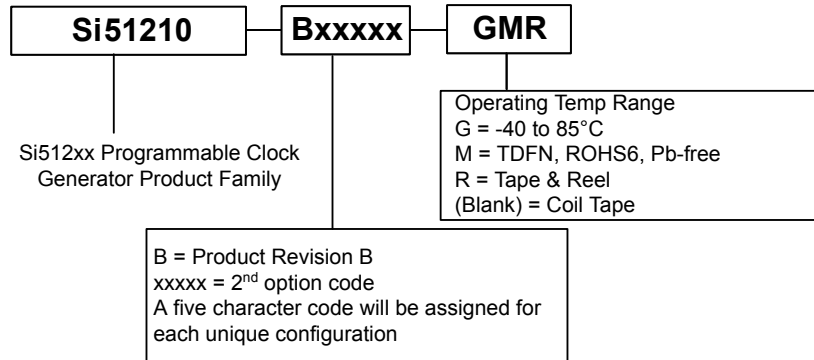 Si51210
Bxxxxx
GMR
Operating Temp Range
G = -40 to 85°C
M = TDFN, ROHS6, Pb-free
R = Tape & Reel
(Blank) = Coil Tape
Si512xx Programmable Clock
Generator Product Family
B = Product Revision B
xxxxx = 2nd option code
A five character code will be assigned for
each unique configuration